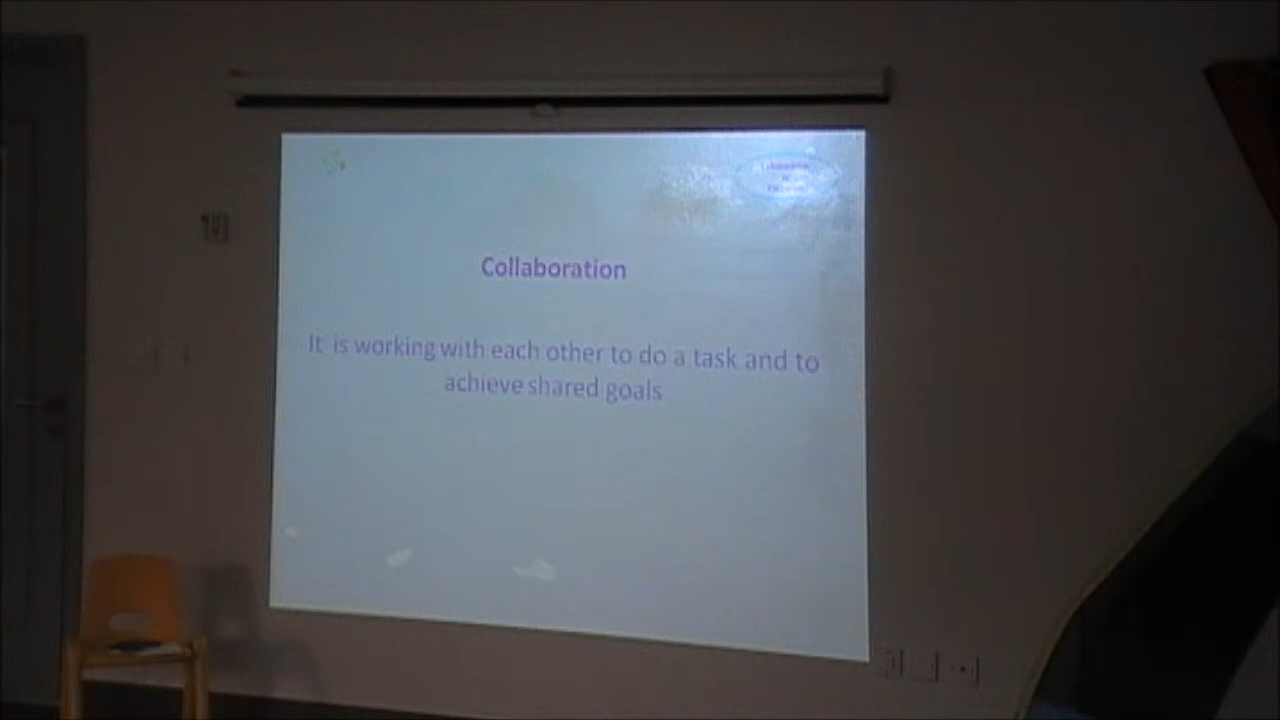 Collaboration
It is working with each other to do a task and to
achieve shared goals